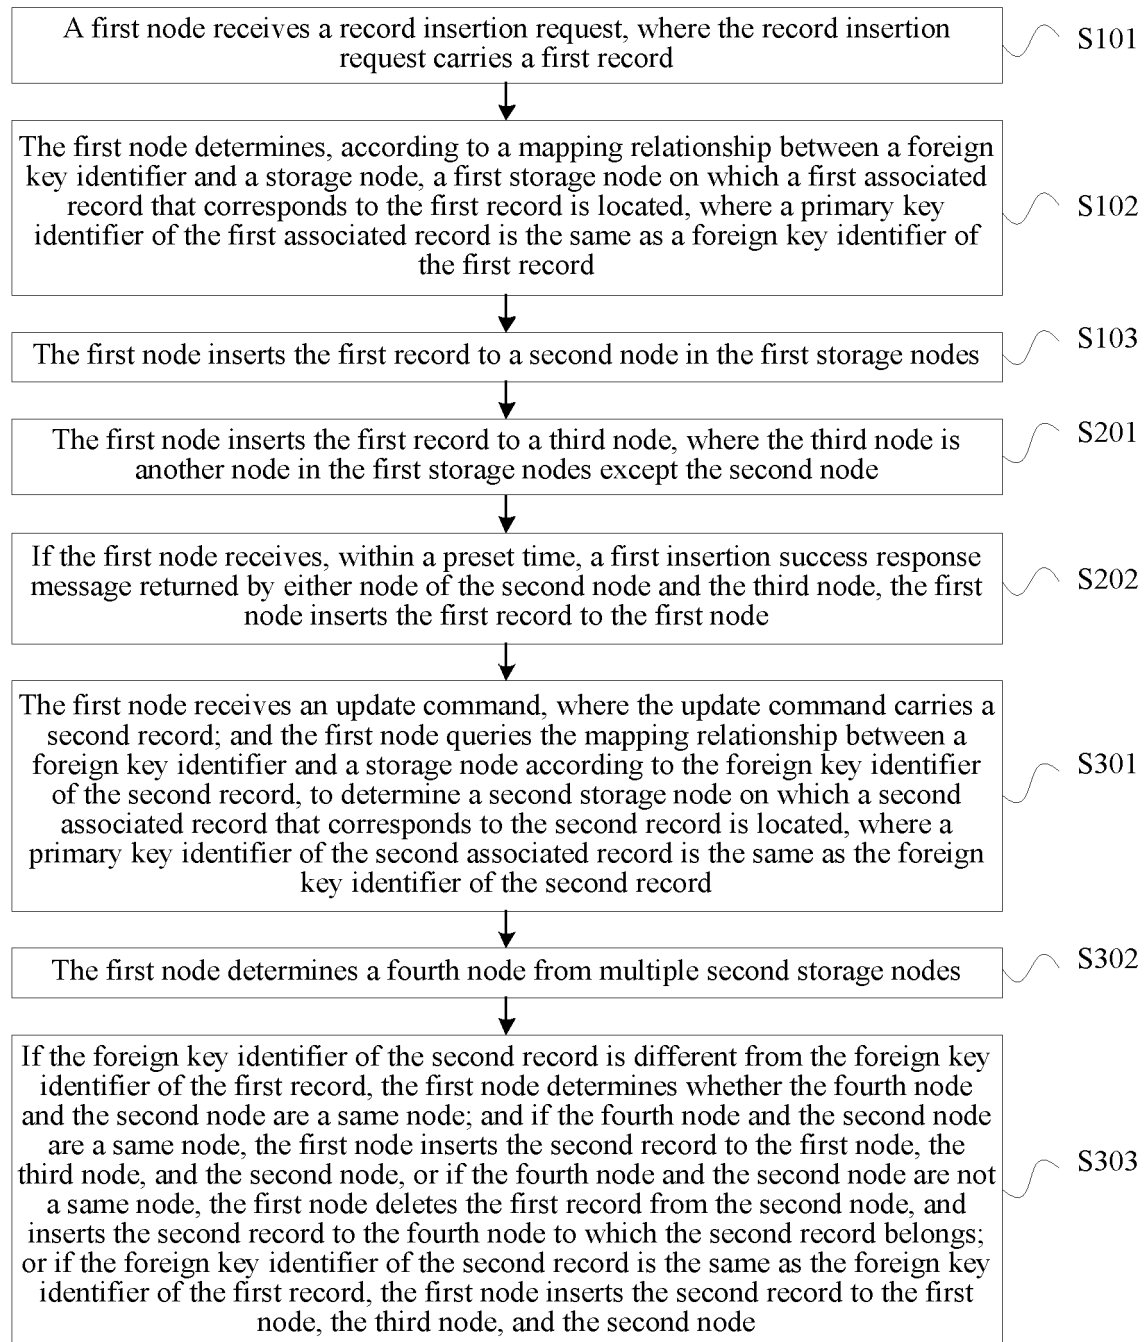 A first node receives a record insertion request, where the record insertion
request carries a first record
S101
The first node determines, according to a mapping relationship between a foreign
key identifier and a storage node, a first storage node on which a first associated
record that corresponds to the first record is located, where a primary key
identifier of the first associated record is the same as a foreign key identifier of
the first record
S102
The first node inserts the first record to a second node in the first storage nodes
S103
The first node inserts the first record to a third node, where the third node is
another node in the first storage nodes except the second node
S201
If the first node receives, within a preset time, a first insertion success response
message returned by either node of the second node and the third node, the first
node inserts the first record to the first node
S202
The first node receives an update command, where the update command carries a
second record; and the first node queries the mapping relationship between a
foreign key identifier and a storage node according to the foreign key identifier
of the second record, to determine a second storage node on which a second
associated record that corresponds to the second record is located, where a
primary key identifier of the second associated record is the same as the foreign
key identifier of the second record
S301
The first node determines a fourth node from multiple second storage nodes
S302
If the foreign key identifier of the second record is different from the foreign key
identifier of the first record, the first node determines whether the fourth node
and the second node are a same node; and if the fourth node and the second node
are a same node, the first node inserts the second record to the first node, the
third node, and the second node, or if the fourth node and the second node are not
a same node, the first node deletes the first record from the second node, and
inserts the second record to the fourth node to which the second record belongs;
or if the foreign key identifier of the second record is the same as the foreign key
identifier of the first record, the first node inserts the second record to the first
node, the third node, and the second node
S303